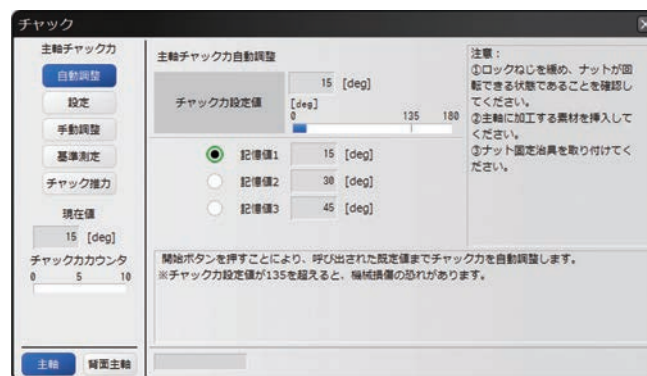 チャック
主軸チャック力
自動調整
設定
手動調整
基準測定
チャック推力
現在値
15 [deg]
チャック力カウンタ
0 5 10
主軸 背面主軸
主軸チャック力自動調整
チャック力設定値
15 [deg]
[deg]
0 135 180
記憶値1 15 [deg]
記憶値2 30 [deg]
記憶値3 45 [deg]
注意：
①ロックねじを緩め、ナットが回
転できる状態であることを確認し
てください。
②主軸に加工する素材を挿入して
ください。
③ナット固定治具を取り付けてく
ださい。
開始ボタンを押すことにより、呼び出された既定値までチャック力を自動調整します。
※チャック力設定値が135を超えると、機械損傷の恐れがあります。